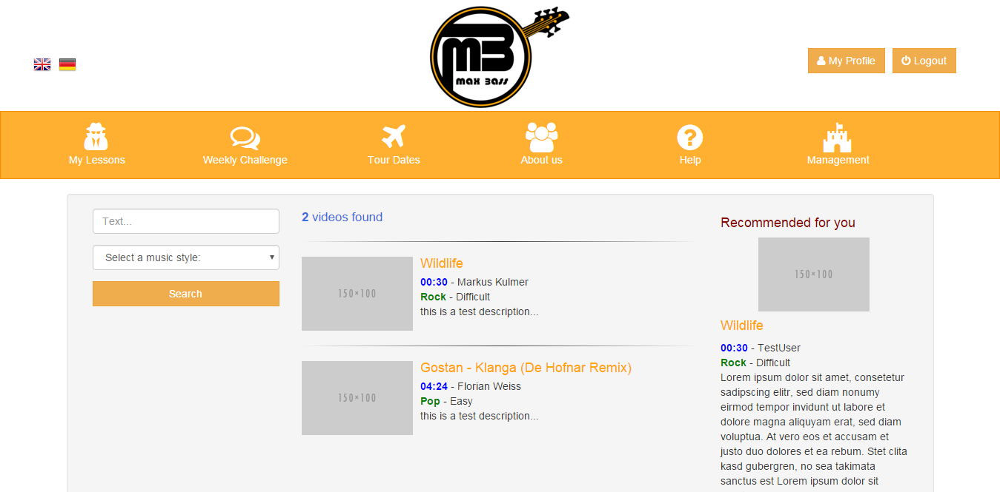 MB
max Bass
My Profile
Logout
My Lessons
Weekly Challenge
Tour Dates
About us
Help
Management
Text...
Select a music style:
Search
2 videos found
150×100
Wildlife
00:30 - Markus Kulmer
Rock - Difficult
this is a test description...
150×100
Gostan - Klanga (De Hofnar Remix)
04:24 - Florian Weiss
Pop - Easy
this is a test description...
Recommended for you
150×100
Wildlife
00:30 - TestUser
Rock - Difficult
Lorem ipsum dolor sit amet, consetetur
sadipscing elitr, sed diam nonumy
eirmod tempor invidunt ut labore et
dolore magna aliquyam erat, sed diam
voluptua. At vero eos et accusam et
justo duo dolores et ea rebum. Stet clita
kasd gubergren, no sea takimata
sanctus est Lorem ipsum dolor sit